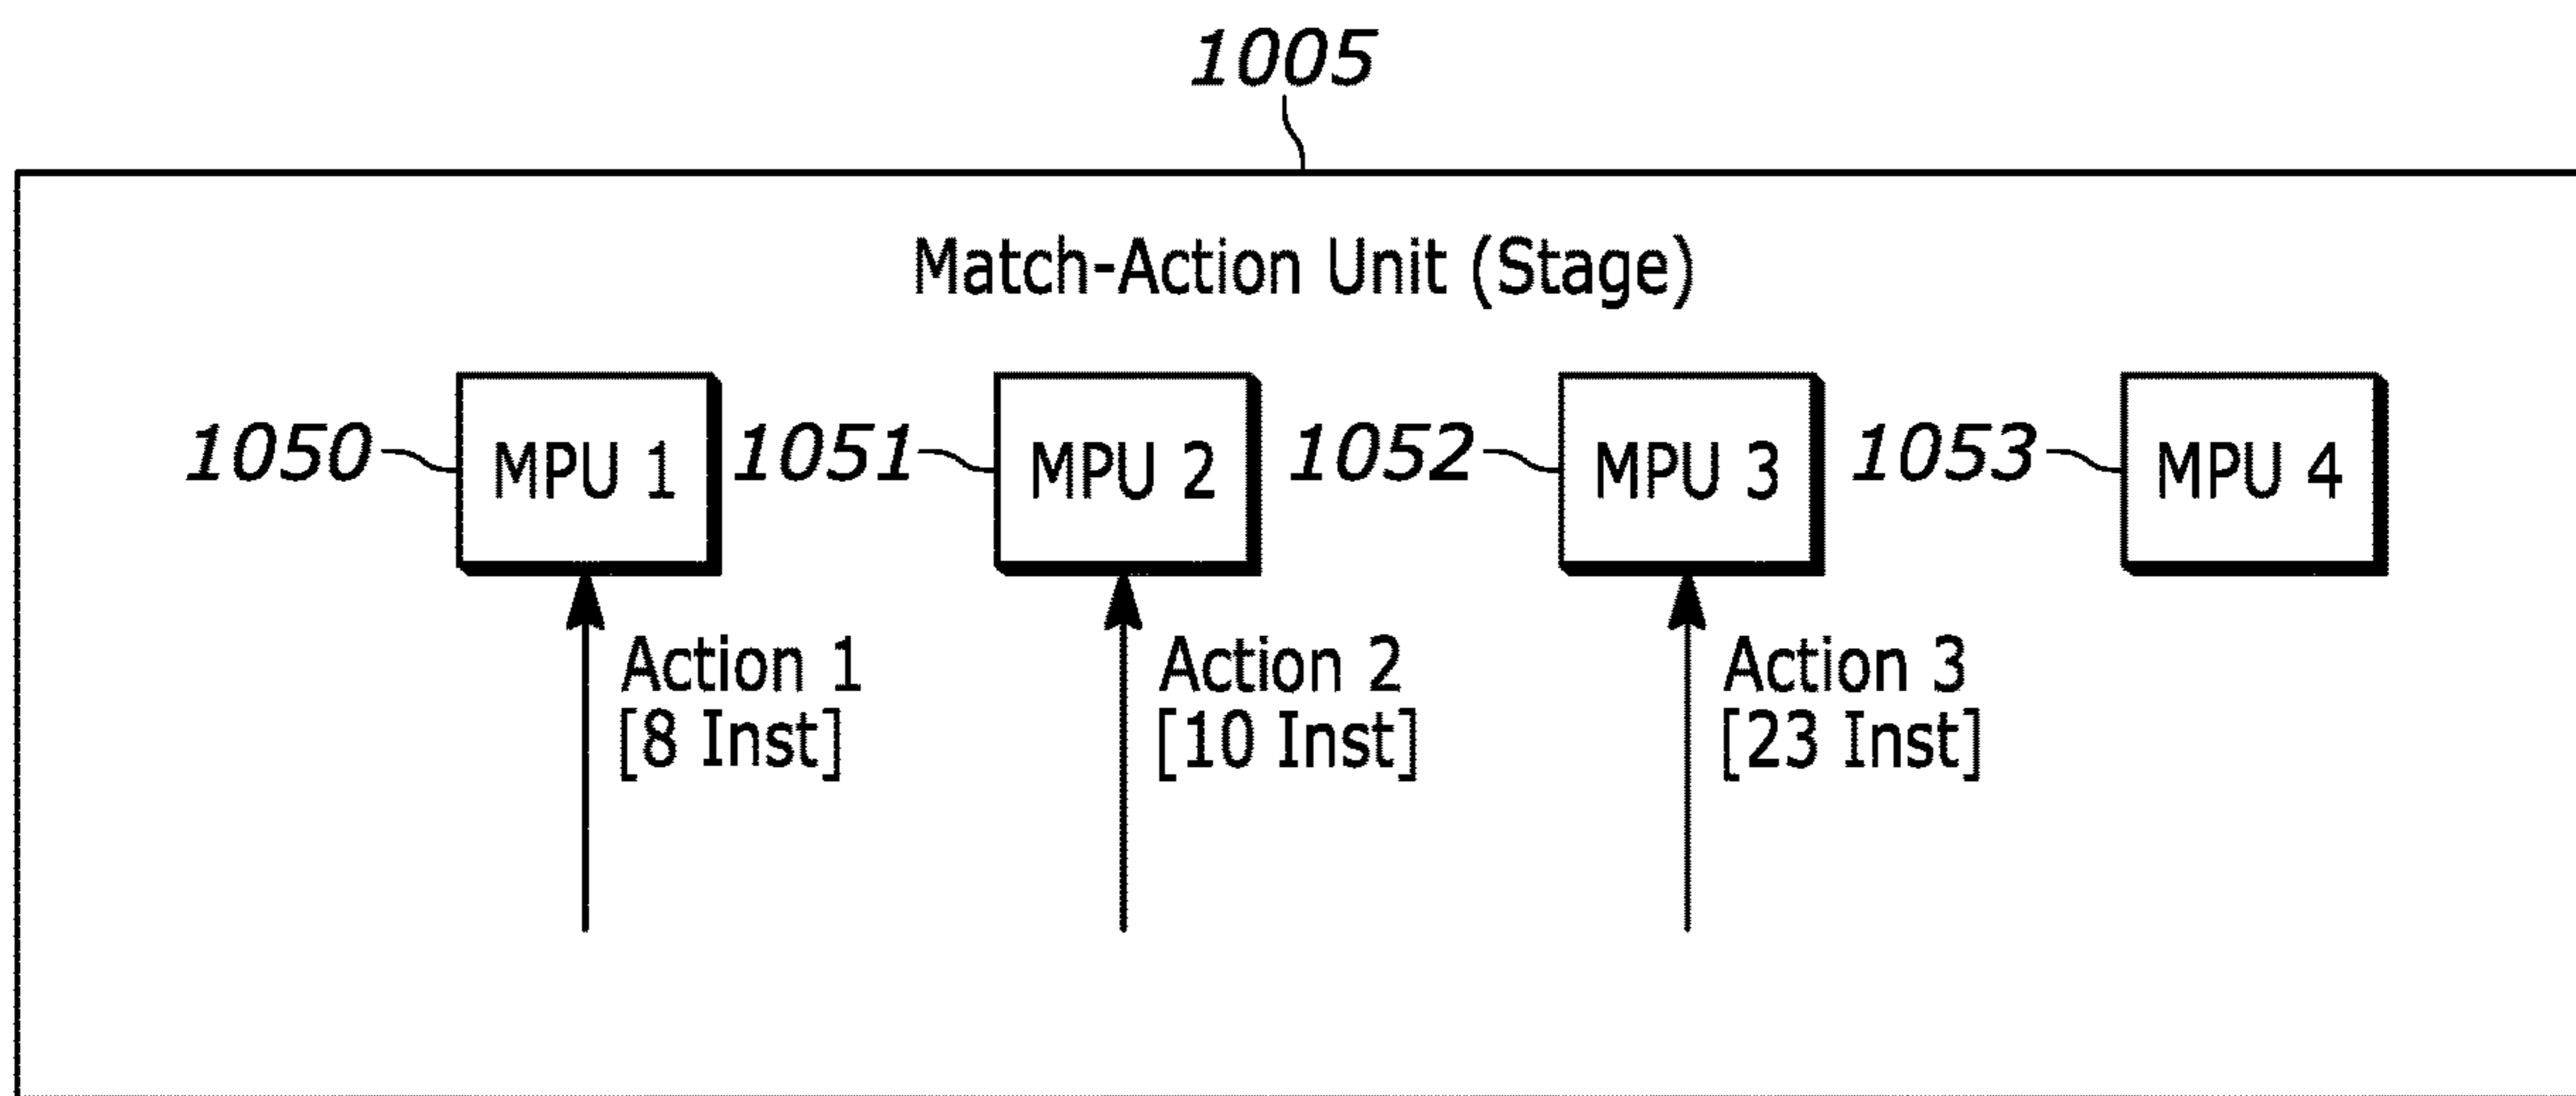 1005
Match-Action Unit (Stage)
1050 MPU 1 1051 MPU 2 1052 MPU 3 1053 MPU 4
Action 1 Action 2 Action 3
[8 Inst] [10 Inst] [23 Inst]